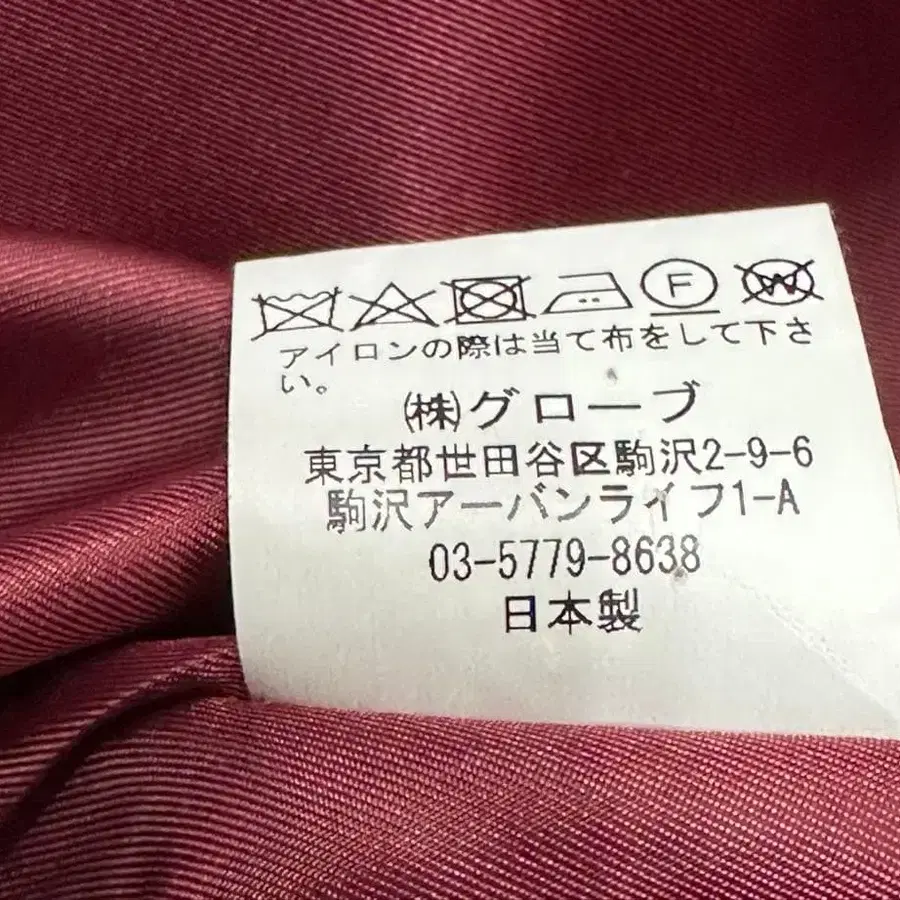 F W
アイロンの際は当て布をして下さ
い。
㈱グローブ
東京都世田谷区駒沢2-9-6
駒沢アーバンライフ1-A
03-5779-8638
日本製